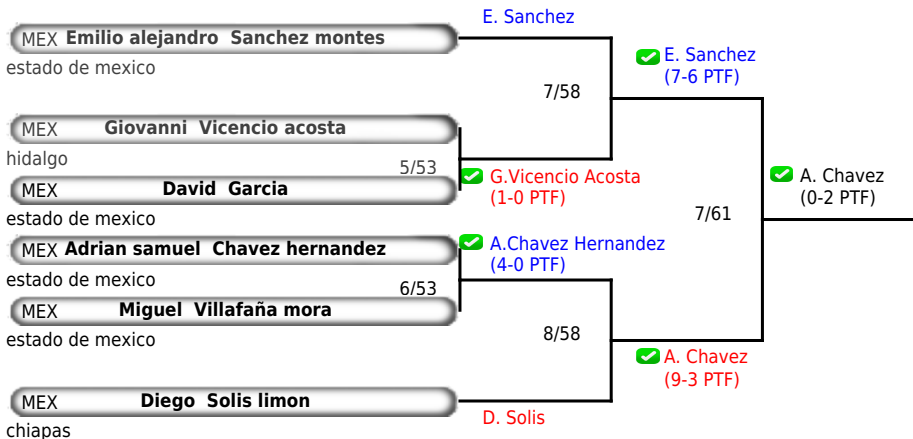 E. Sanchez
MEX Emilio alejandro Sanchez montes
estado de mexico
E. Sanchez
(7-6 PTF)
7/58
MEX Giovanni Vicencio acosta
hidalgo
5/53
G.Vicencio Acosta
(1-0 PTF)
MEX David Garcia
estado de mexico
A. Chavez
(0-2 PTF)
7/61
MEX Adrian samuel Chavez hernandez
estado de mexico
A.Chavez Hernandez
(4-0 PTF)
6/53
MEX Miguel Villafaña mora
estado de mexico
8/58
A. Chavez
(9-3 PTF)
MEX Diego Solis limon
chiapas
D. Solis